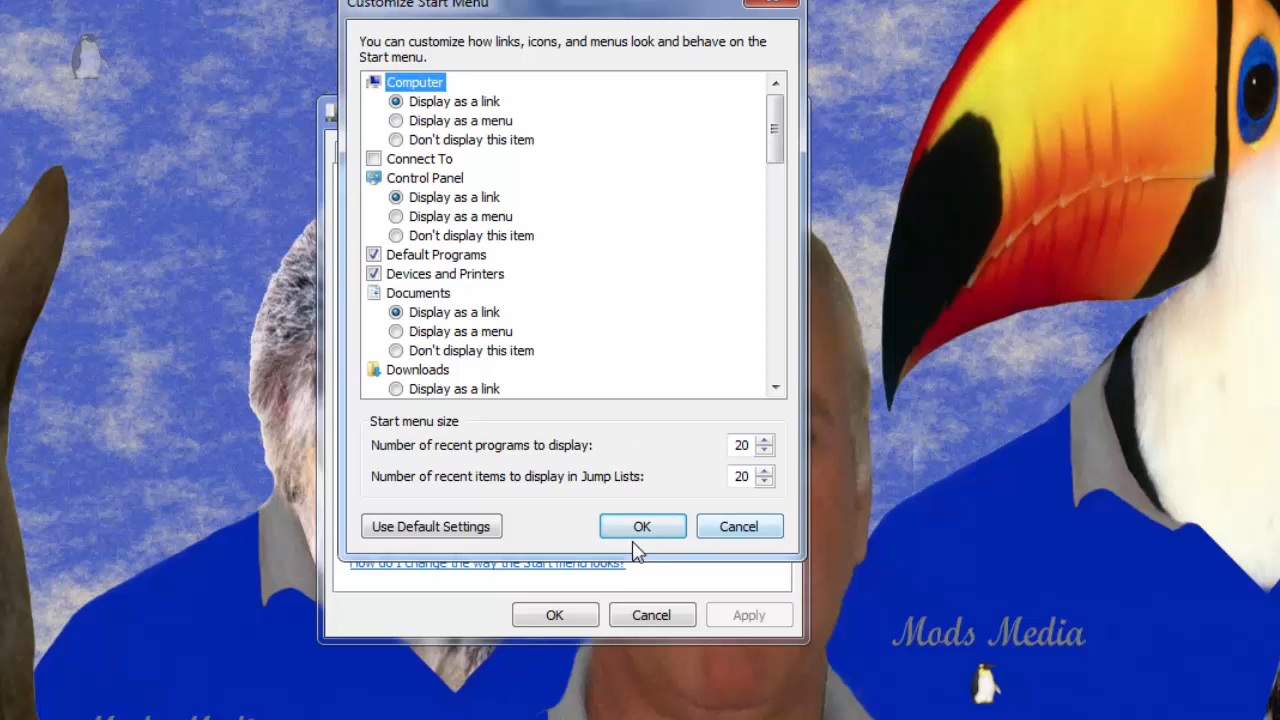 Customize Start Menu
You can customize how links, icons, and menus look and behave on the
Start menu.
Computer
Display as a link
Display as a menu
Don't display this item
Connect To
Control Panel
Display as a link
Display as a menu
Don't display this item
Default Programs
Devices and Printers
Documents
Display as a link
Display as a menu
Don't display this item
Downloads
Display as a link
Start menu size
Number of recent programs to display: 20
Number of recent items to display in Jump Lists: 20
Use Default Settings OK Cancel
How do I change the way the Start menu looks?
OK Cancel Apply
Mods Media